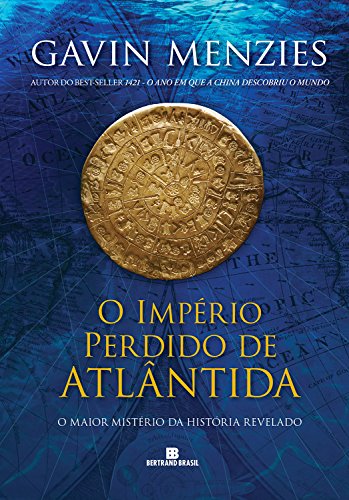 GAVIN MENZIES
AUTOR DO BEST-SELLER 1421 - O ANO EM QUE A CHINA DESCOBRIU O MUNDO
O IMPÉRIO
PERDIDO DE
ATLÂNTIDA
O MAIOR MISTÉRIO DA HISTÓRIA REVELADO
BB
BERTRAND BRASIL